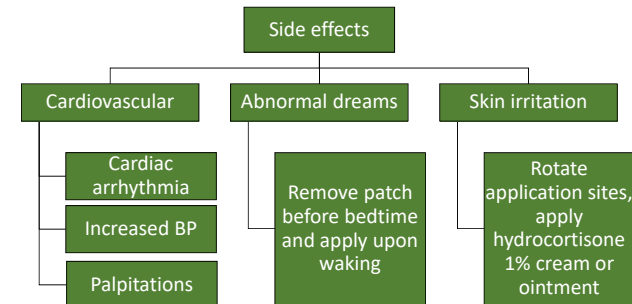 Side effects
Cardiovascular
Abnormal dreams
Skin irritation
Cardiac
arrhythmia
Increased BP
Palpitations
Remove patch
before bedtime
and apply upon
waking
Rotate
application sites,
apply
hydrocortisone
1% cream or
ointment